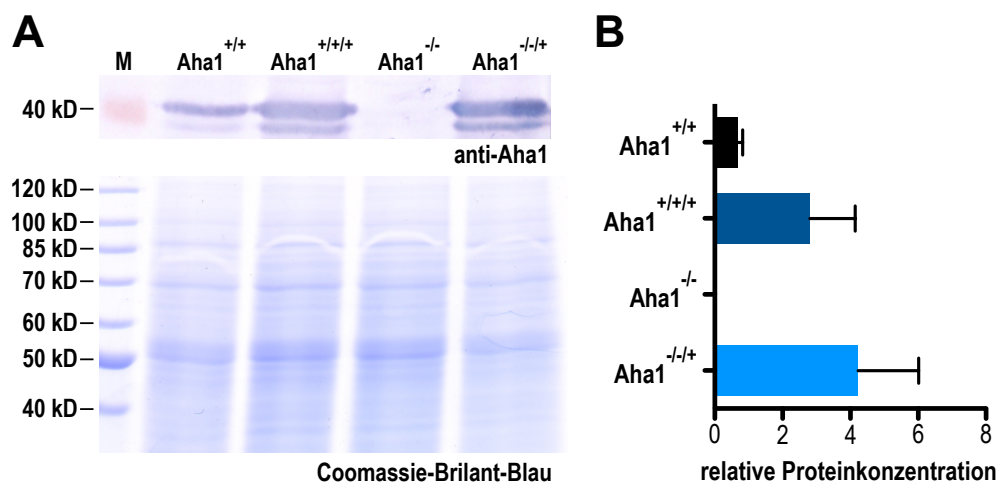 A
M Aha1+/+ Aha1+/+/+ Aha1-/- Aha1-/-/+
40 kD
anti-Aha1
120 kD
100 kD
85 kD
70 kD
60 kD
50 kD
40 kD
Coomassie-Brilant-Blau
B
Aha1+/+
Aha1+/+/+
Aha1-/-
Aha1-/-/+
0 2 4 6 8
relative Proteinkonzentration